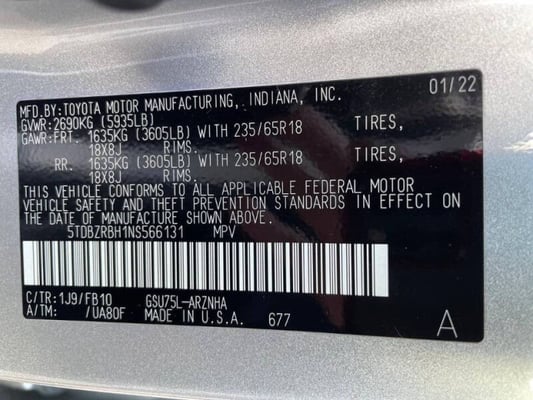 01/22
MFD.BY:TOYOTA MOTOR MANUFACTURING, INDIANA, INC.
GVWR:2690KG (5935LB)
GAWR:FRT. 1635KG (3605LB) WITH 235/65R18 TIRES,
18X8J RIMS.
RR. 1635KG (3605LB) WITH 235/65R18 TIRES,
18X8J RIMS.
THIS VEHICLE CONFORMS TO ALL APPLICABLE FEDERAL MOTOR
VEHICLE SAFETY AND THEFT PREVENTION STANDARDS IN EFFECT ON
THE DATE OF MANUFACTURE SHOWN ABOVE.
5TDBZRBH1NS566131 MPV
C/TR:1J9/FB10 GSU75L-ARZNHA
A/TM: /UA80F MADE IN U.S.A. 677
A